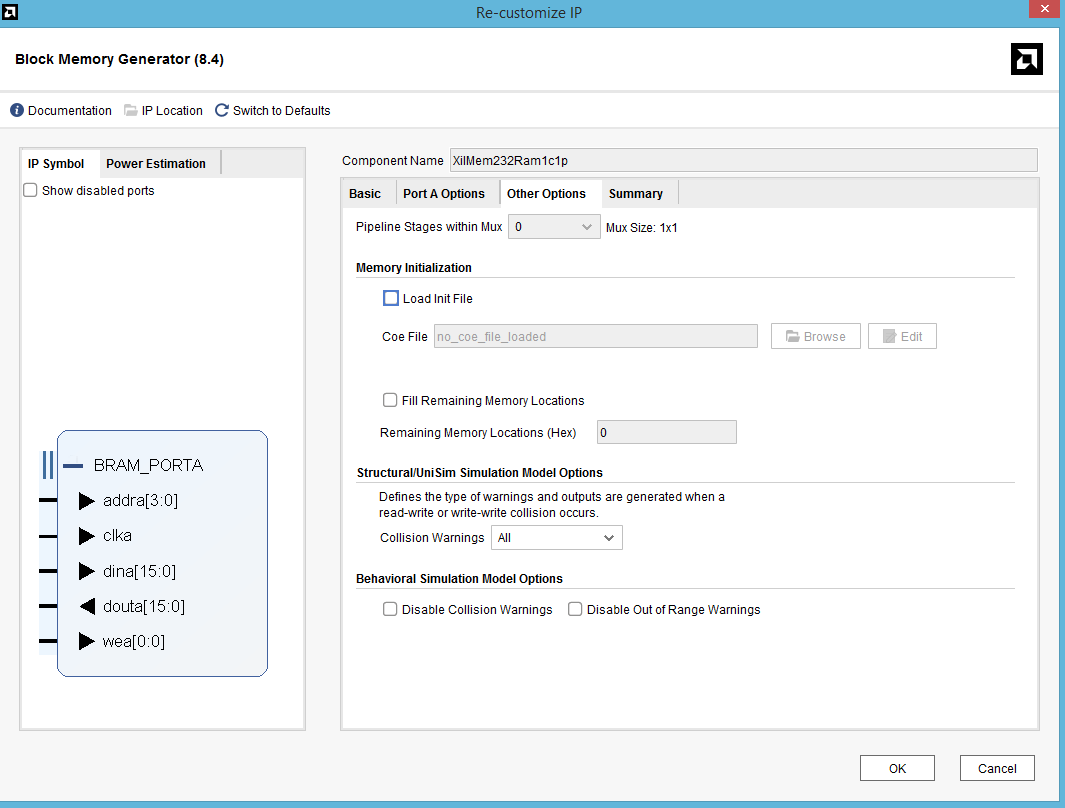 Re-customize IP
Block Memory Generator (8.4)
Documentation IP Location Switch to Defaults
IP Symbol Power Estimation
Show disabled ports
BRAM_PORTA
addra[3:0]
clka
dina[15:0]
douta[15:0]
wea[0:0]
Component Name XilMem232Ram1c1p
Basic Port A Options Other Options Summary
Pipeline Stages within Mux 0 Mux Size: 1x1
Memory Initialization
Load Init File
Coe File no_coe_file_loaded Browse Edit
Fill Remaining Memory Locations
Remaining Memory Locations (Hex) 0
Structural/UniSim Simulation Model Options
Defines the type of warnings and outputs are generated when a
read-write or write-write collision occurs.
Collision Warnings All
Behavioral Simulation Model Options
Disable Collision Warnings Disable Out of Range Warnings
OK Cancel